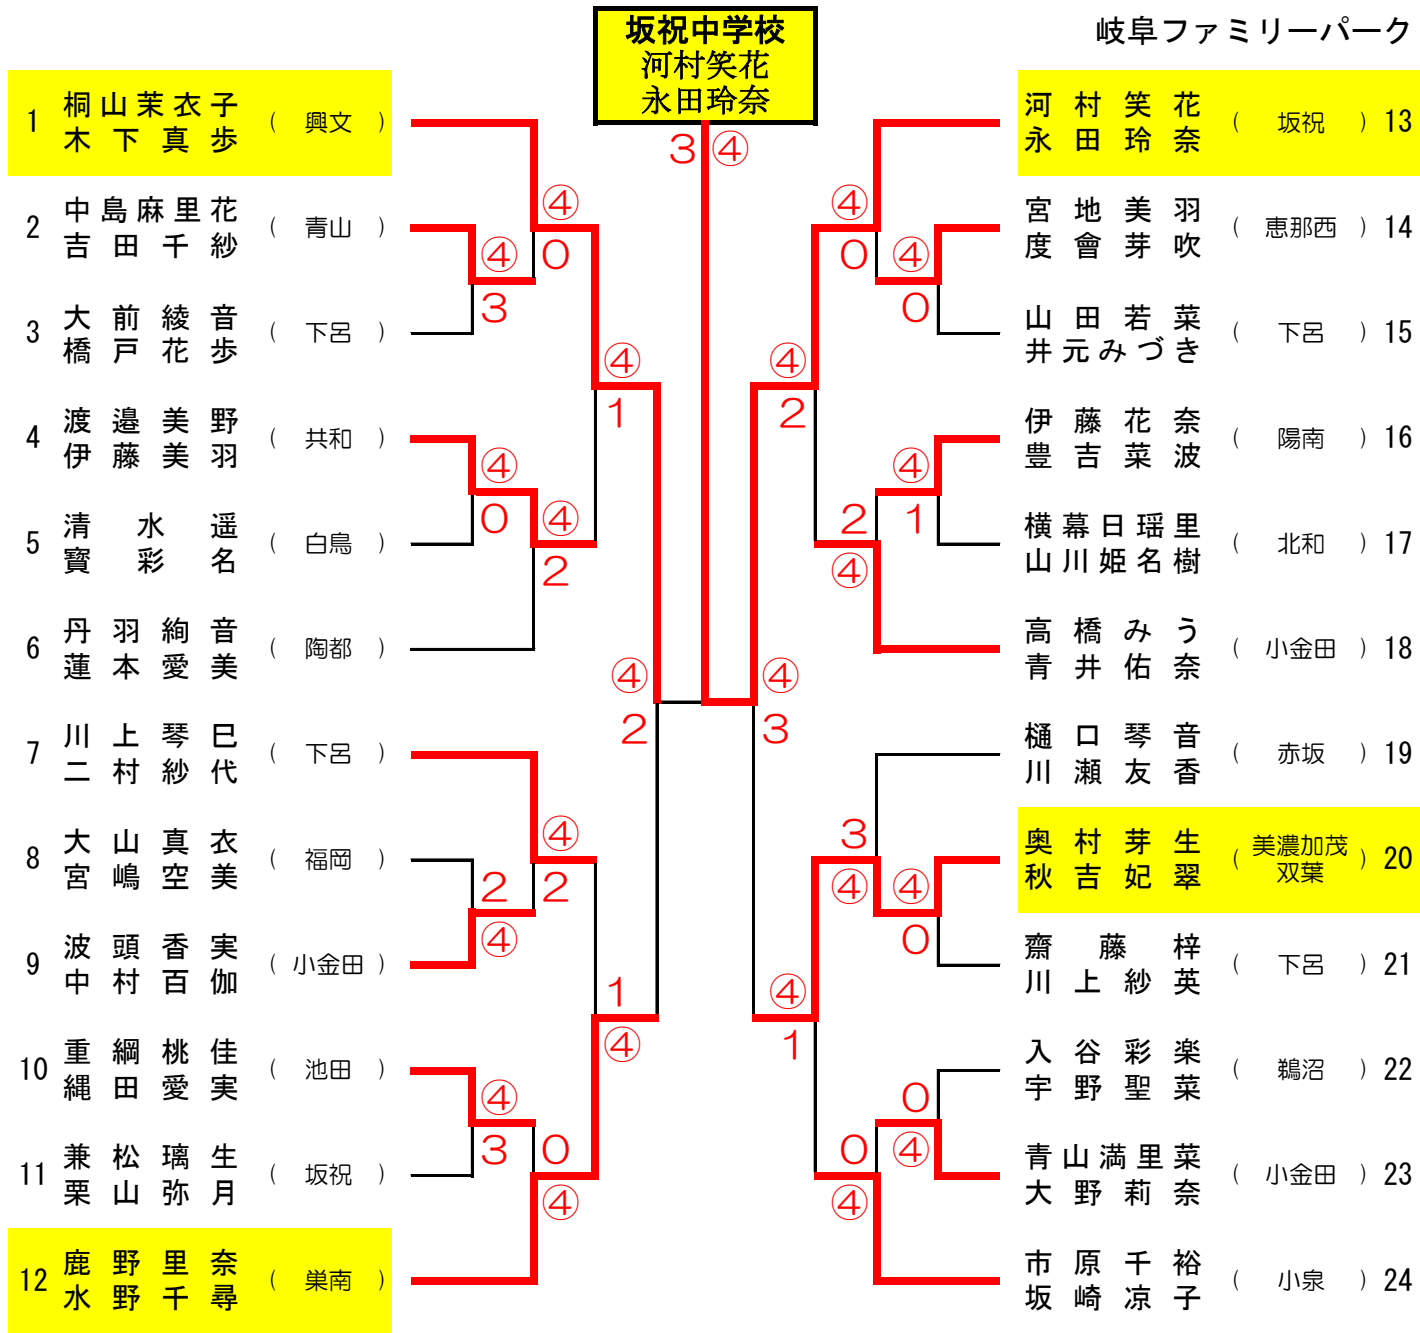 坂祝中学校
河村笑花
永田玲奈
岐阜ファミリーパーク
1 桐山茉衣子 ( 興文 )
木下真歩
2 中島麻里花 ( 青山 )
吉田千紗
3 大前綾音 ( 下呂 )
橋戸花歩
4 渡邉美野 ( 共和 )
伊藤美羽
5 清水遥 ( 白鳥 )
寳彩名
6 丹羽絢音 ( 陶都 )
蓮本愛美
7 川上琴巳 ( 下呂 )
二村紗代
8 大山真衣 ( 福岡 )
宮嶋空美
9 波頭香実 ( 小金田 )
中村百伽
10 重綱桃佳 ( 池田 )
縄田愛実
11 兼松璃生 ( 坂祝 )
栗山弥月
12 鹿野里奈 ( 巣南 )
水野千尋
④
3
④
0
④
0
④
2
④
1
2
④
④
2
④
3
0
④
1
④
④
2
3 ④
④
3
④
0
④
0
④
1
2
④
④
2
④
0
3
④
0
④
0
④
④
1
河村笑花 ( 坂祝 ) 13
永田玲奈
宮地美羽 ( 恵那西 ) 14
度會芽吹
山田若菜 ( 下呂 ) 15
井元みづき
伊藤花奈 ( 陽南 ) 16
豊吉菜波
横幕日瑶里 ( 北和 ) 17
山川姫名樹
高橋みう ( 小金田 ) 18
青井佑奈
樋口琴音 ( 赤坂 ) 19
川瀬友香
奥村芽生 ( 美濃加茂双葉 ) 20
秋吉妃翠
齋藤梓 ( 下呂 ) 21
川上紗英
入谷彩楽 ( 鵜沼 ) 22
宇野聖菜
青山満里菜 ( 小金田 ) 23
大野莉奈
市原千裕 ( 小泉 ) 24
坂崎凉子